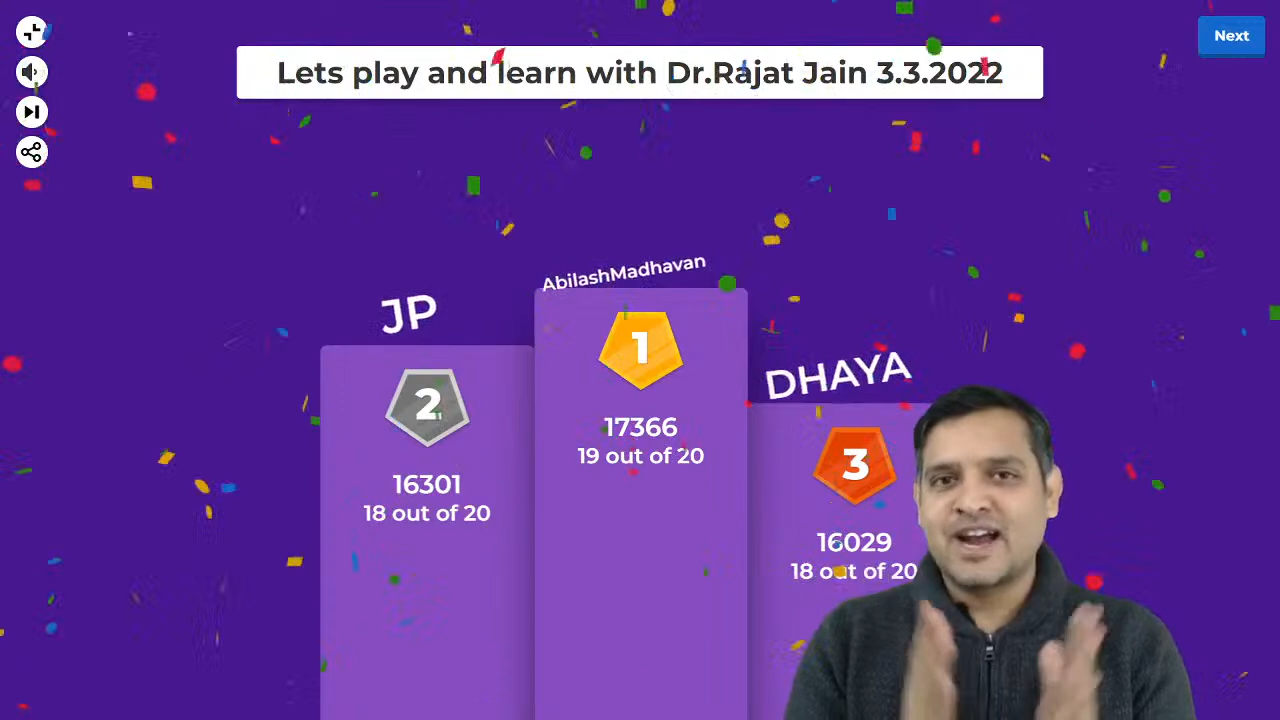 Next
Lets play and learn with Dr.Rajat Jain 3.3.2022
AbilashMadhavan
JP
DHAYA
1
17366
19 out of 20
2
16301
18 out of 20
3
16029
18 out of 20